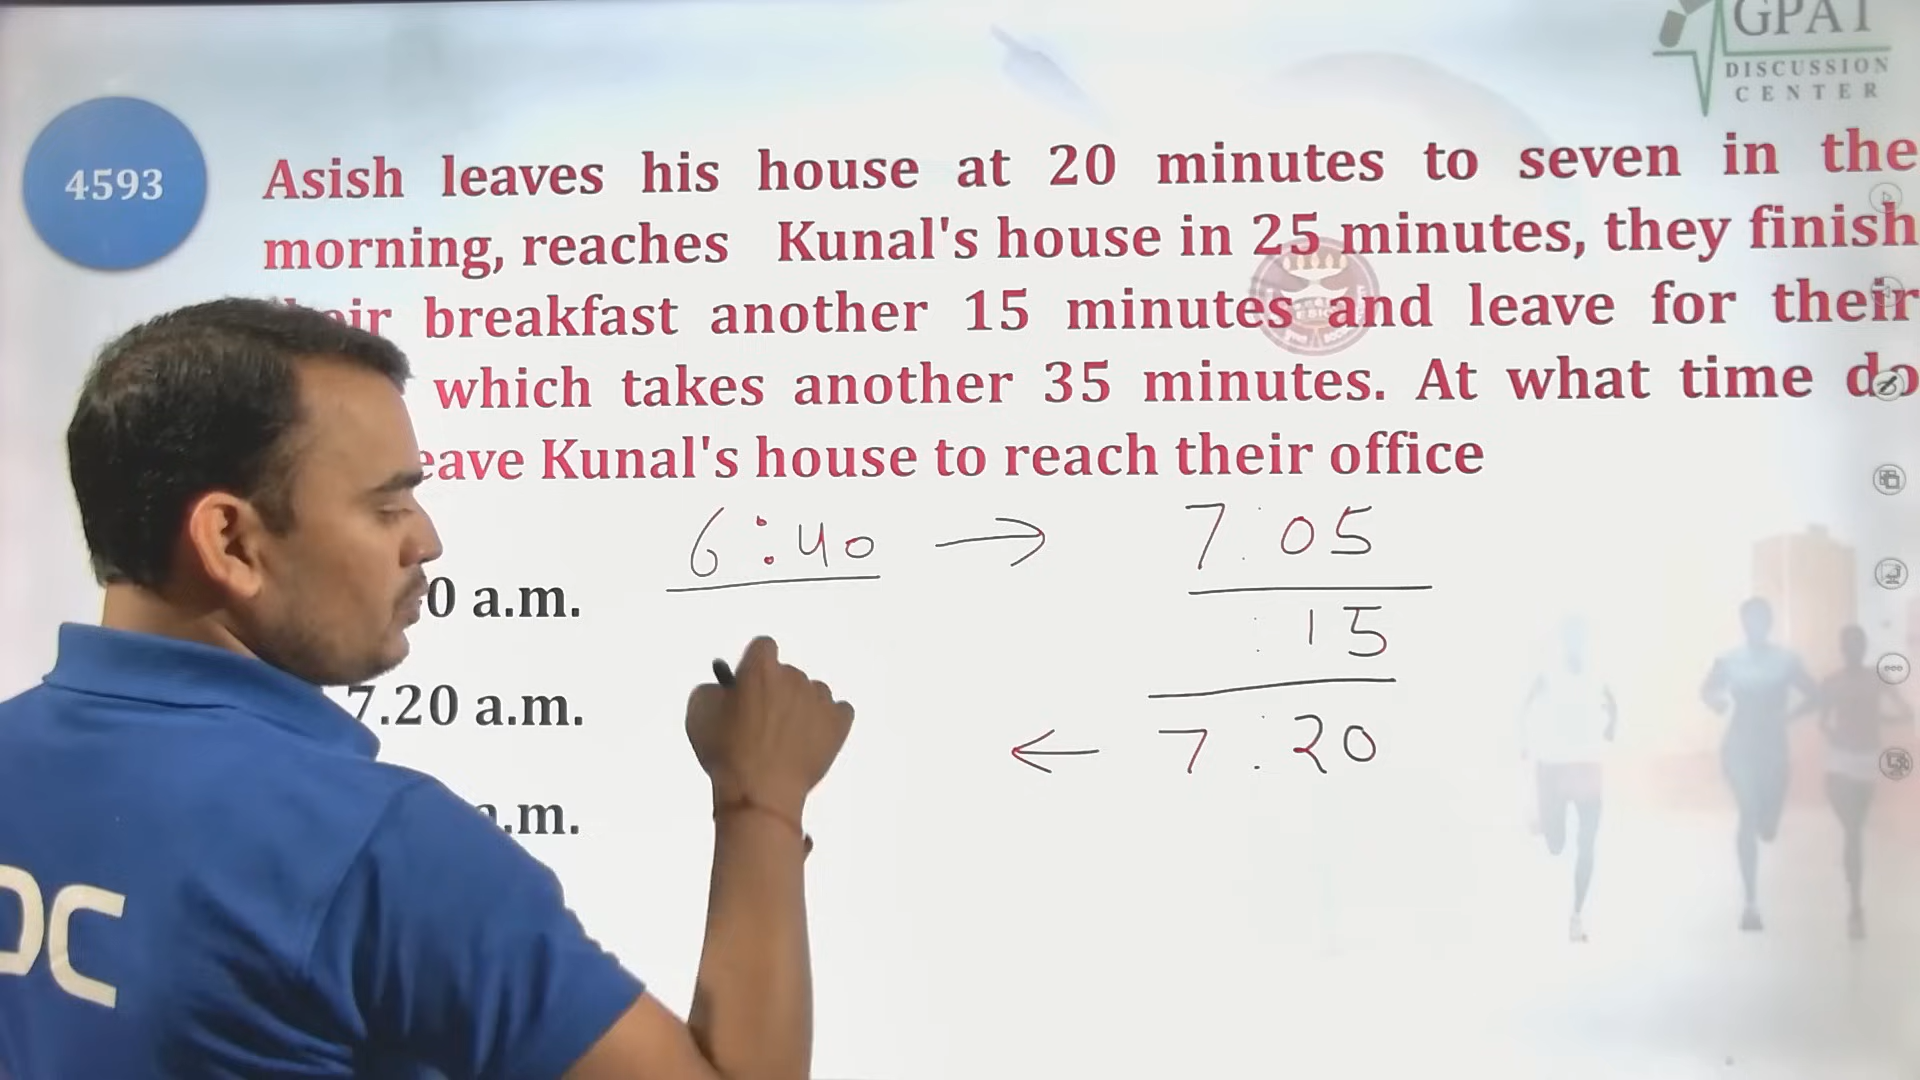 GPAT
DISCUSSION
CENTER
4593
Asish leaves his house at 20 minutes to seven in the
morning, reaches Kunal's house in 25 minutes, they finish
breakfast another 15 minutes and leave for their
which takes another 35 minutes. At what time do
eave Kunal's house to reach their office
6:40 → 7:05
0 a.m.
:15
7.20 a.m.
← 7:20
.m.